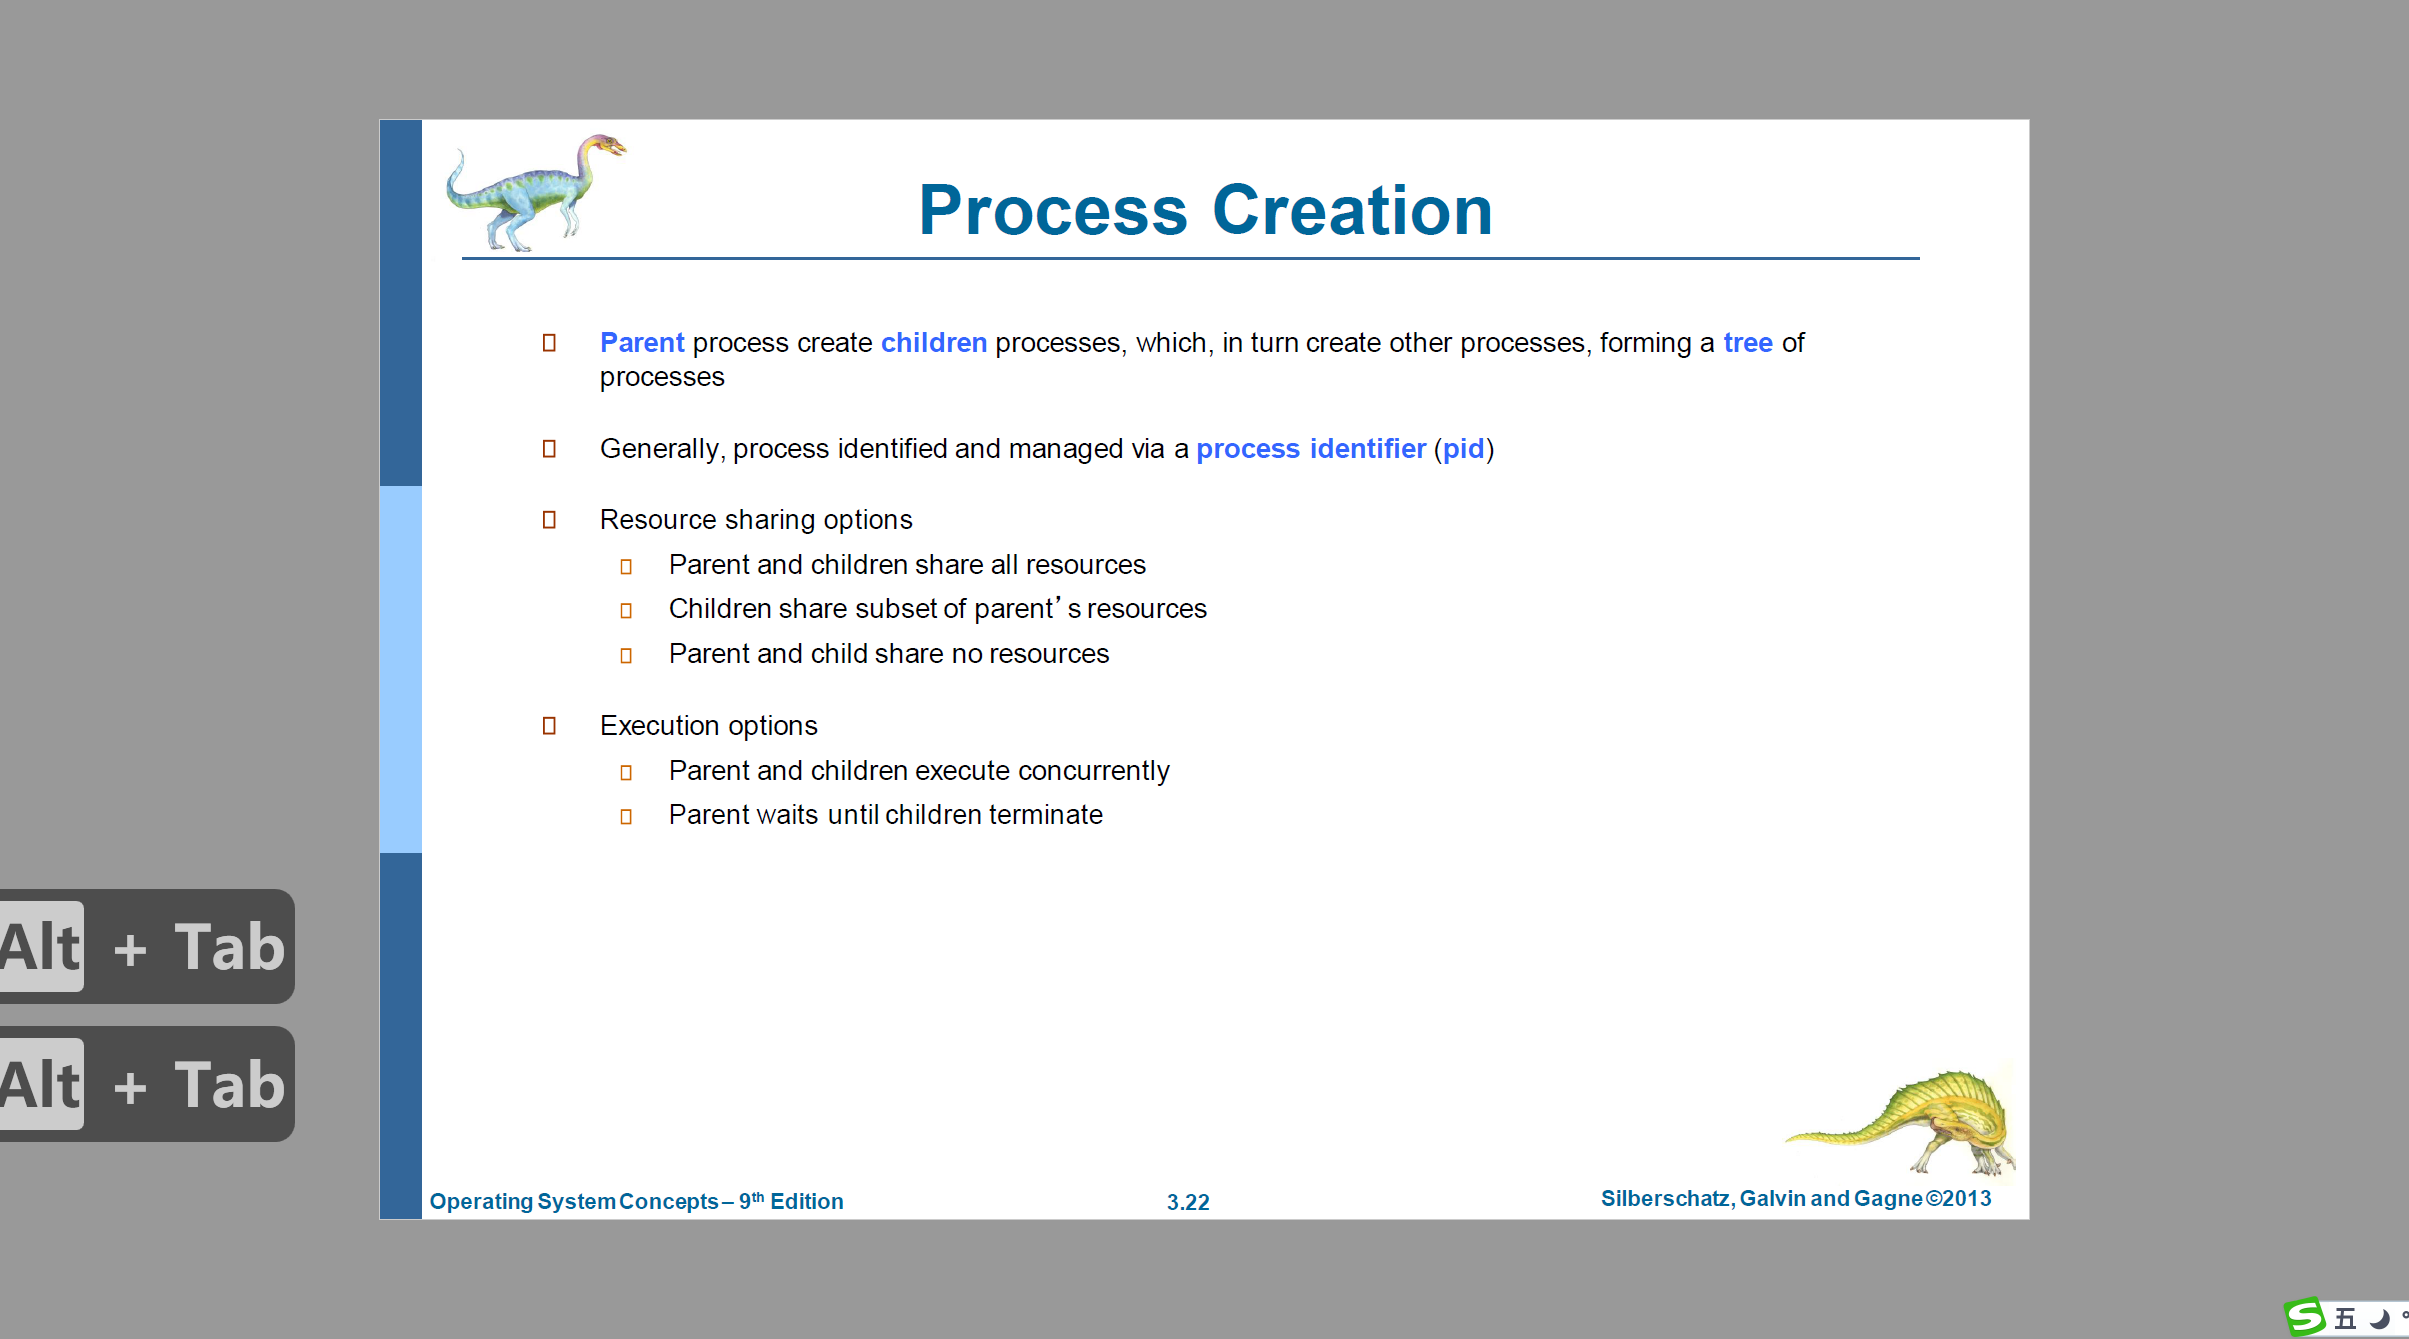 Process Creation
Parent process create children processes, which, in turn create other processes, forming a tree of
processes
Generally, process identified and managed via a process identifier (pid)
Resource sharing options
Parent and children share all resources
Children share subset of parent’s resources
Parent and child share no resources
Execution options
Parent and children execute concurrently
Parent waits until children terminate
Alt + Tab
Alt + Tab
Operating System Concepts – 9th Edition
3.22
Silberschatz, Galvin and Gagne ©2013
S 五